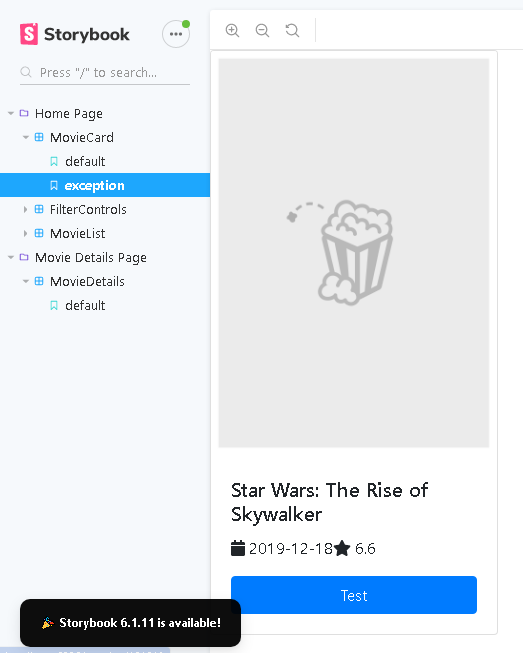 Storybook
Press "/" to search...
Home Page
MovieCard
default
exception
FilterControls
MovieList
Movie Details Page
MovieDetails
default
Star Wars: The Rise of
Skywalker
2019-12-18 6.6
Test
Storybook 6.1.11 is available!